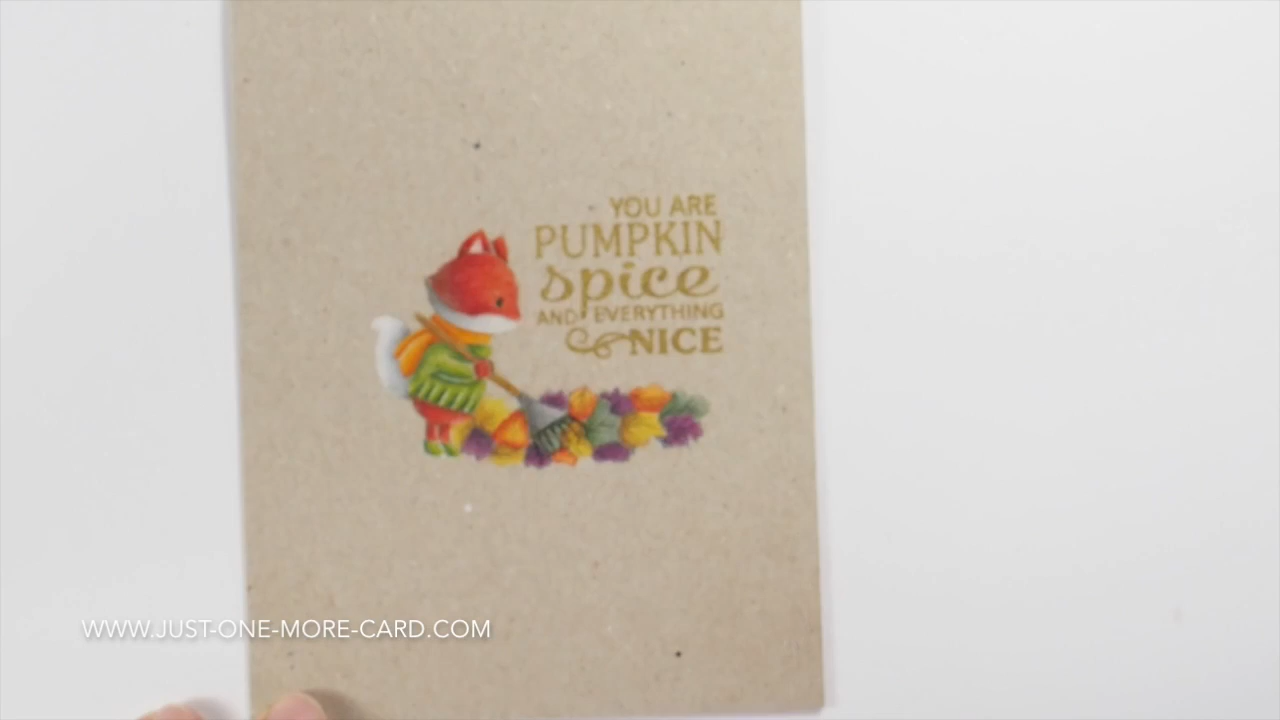 YOU ARE
PUMPKIN
spice
AND EVERYTHING
NICE
WWW.JUST-ONE-MORE-CARD.COM